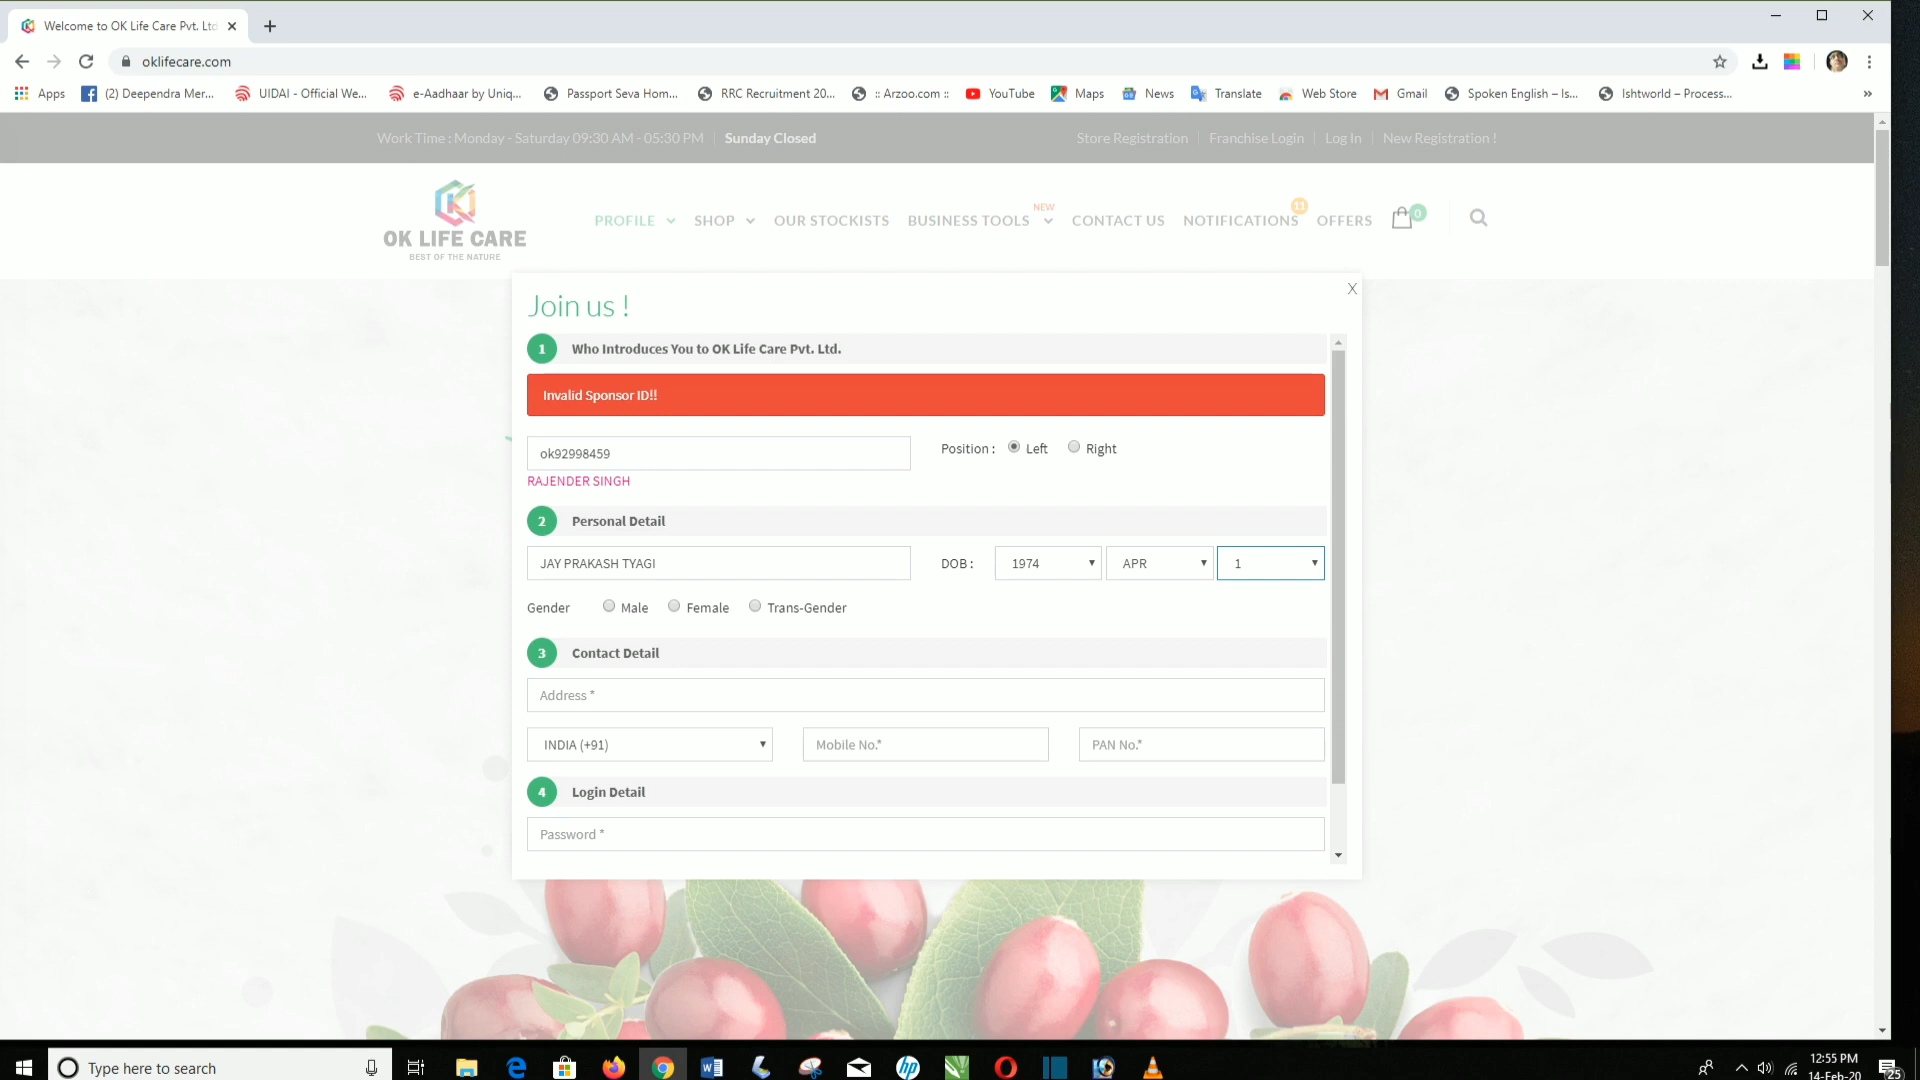 Welcome to OK Life Care Pvt. Ltd
oklifecare.com
Apps
(2) Deependra Mer...
UIDAI - Official We...
e-Aadhaar by Uniq...
Passport Seva Hom...
RRC Recruitment 20...
:: Arzoo.com ::
YouTube
Maps
News
Translate
Web Store
Gmail
Spoken English – Is...
Ishtworld – Process...
»
Work Time : Monday - Saturday 09:30 AM - 05:30 PM
Sunday Closed
Store Registration
Franchise Login
Log In
New Registration !
OK LIFE CARE
BEST OF THE NATURE
PROFILE
SHOP
OUR STOCKISTS
BUSINESS TOOLS
NEW
CONTACT US
NOTIFICATIONS
11
OFFERS
0
X
Join us !
1 Who Introduces You to OK Life Care Pvt. Ltd.
Invalid Sponsor ID!!
ok92998459
Position : Left Right
RAJENDER SINGH
2 Personal Detail
JAY PRAKASH TYAGI
DOB : 1974 APR 1
Gender Male Female Trans-Gender
3 Contact Detail
Address *
INDIA (+91)
Mobile No.*
PAN No.*
4 Login Detail
Password *
Type here to search
12:55 PM
14-Feb-20
25